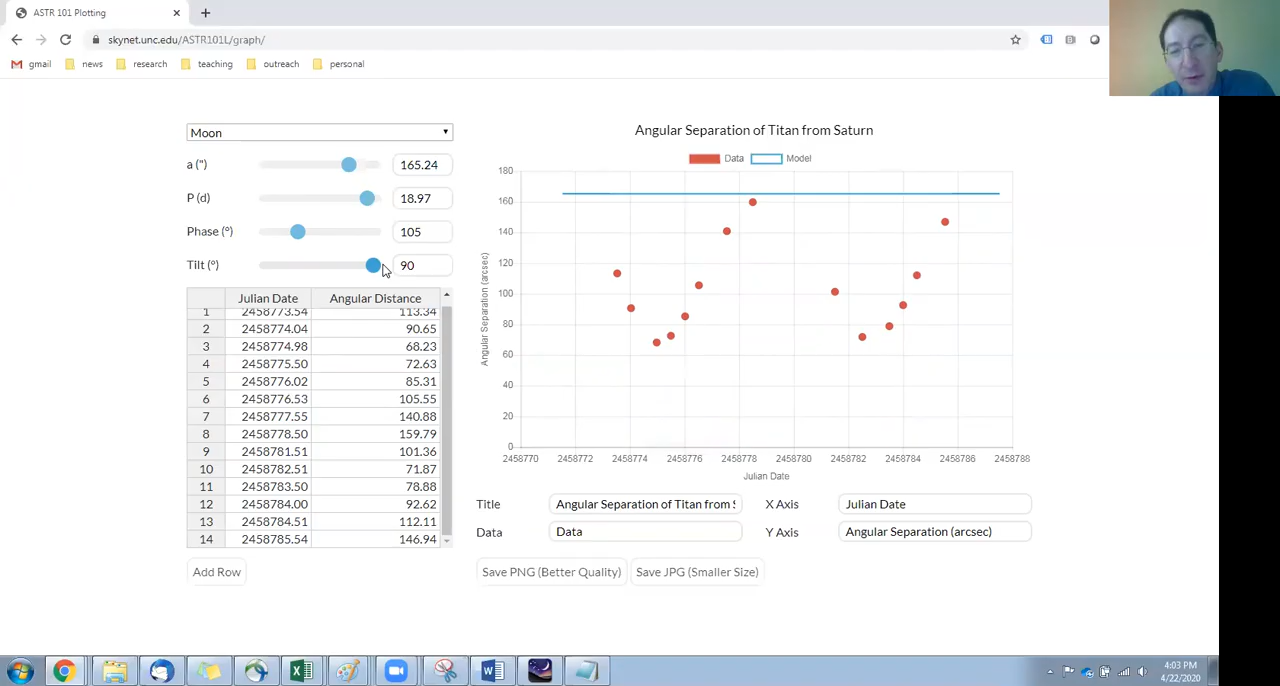 ASTR 101 Plotting
skynet.unc.edu/ASTR101L/graph/
gmail news research teaching outreach personal
Moon
a (") 165.24
P (d) 18.97
Phase (°) 105
Tilt (°) 90
Julian Date Angular Distance
1 2458773.54 113.34
2 2458774.04 90.65
3 2458774.98 68.23
4 2458775.50 72.63
5 2458776.02 85.31
6 2458776.53 105.55
7 2458777.55 140.88
8 2458778.50 159.79
9 2458781.51 101.36
10 2458782.51 71.87
11 2458783.50 78.88
12 2458784.00 92.62
13 2458784.51 112.11
14 2458785.54 146.94
Add Row
Angular Separation of Titan from Saturn
Data Model
180
160
140
120
100
80
60
40
20
0
Angular Separation (arcsec)
2458770 2458772 2458774 2458776 2458778 2458780 2458782 2458784 2458786 2458788
Julian Date
Title Angular Separation of Titan from S X Axis Julian Date
Data Data Y Axis Angular Separation (arcsec)
Save PNG (Better Quality) Save JPG (Smaller Size)
4:03 PM
4/22/2020